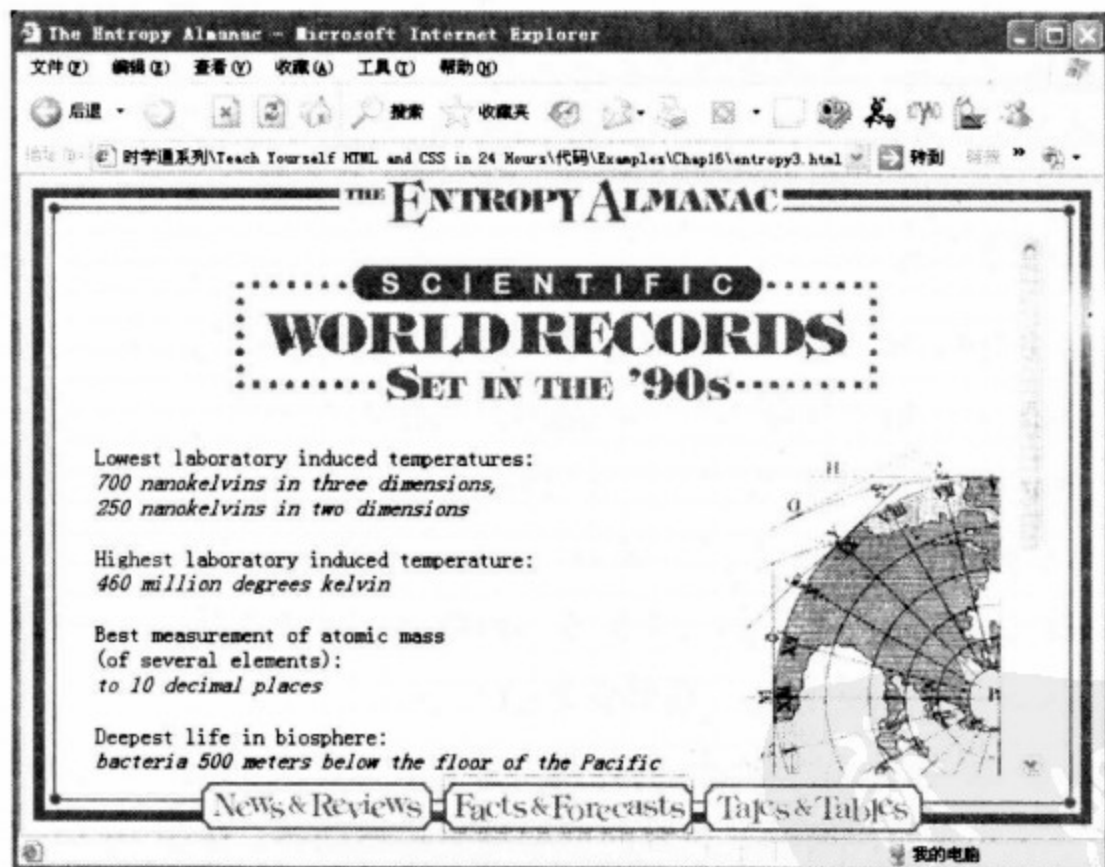 The Entropy Almanac - Microsoft Internet Explorer
文件(F) 编辑(E) 查看(V) 收藏(A) 工具(T) 帮助(H)
后退 搜索 收藏夹
时学通系列\Teach Yourself HTML and CSS in 24 Hours\代码\Examples\Chap16\entropy3.html 转到 »
THE ENTROPY ALMANAC
SCIENTIFIC
WORLD RECORDS
SET IN THE '90s
Lowest laboratory induced temperatures:
700 nanokelvins in three dimensions,
250 nanokelvins in two dimensions
Highest laboratory induced temperature:
460 million degrees kelvin
Best measurement of atomic mass
(of several elements):
to 10 decimal places
Deepest life in biosphere:
bacteria 500 meters below the floor of the Pacific
News & Reviews Facts & Forecasts Tales & Tables
我的电脑